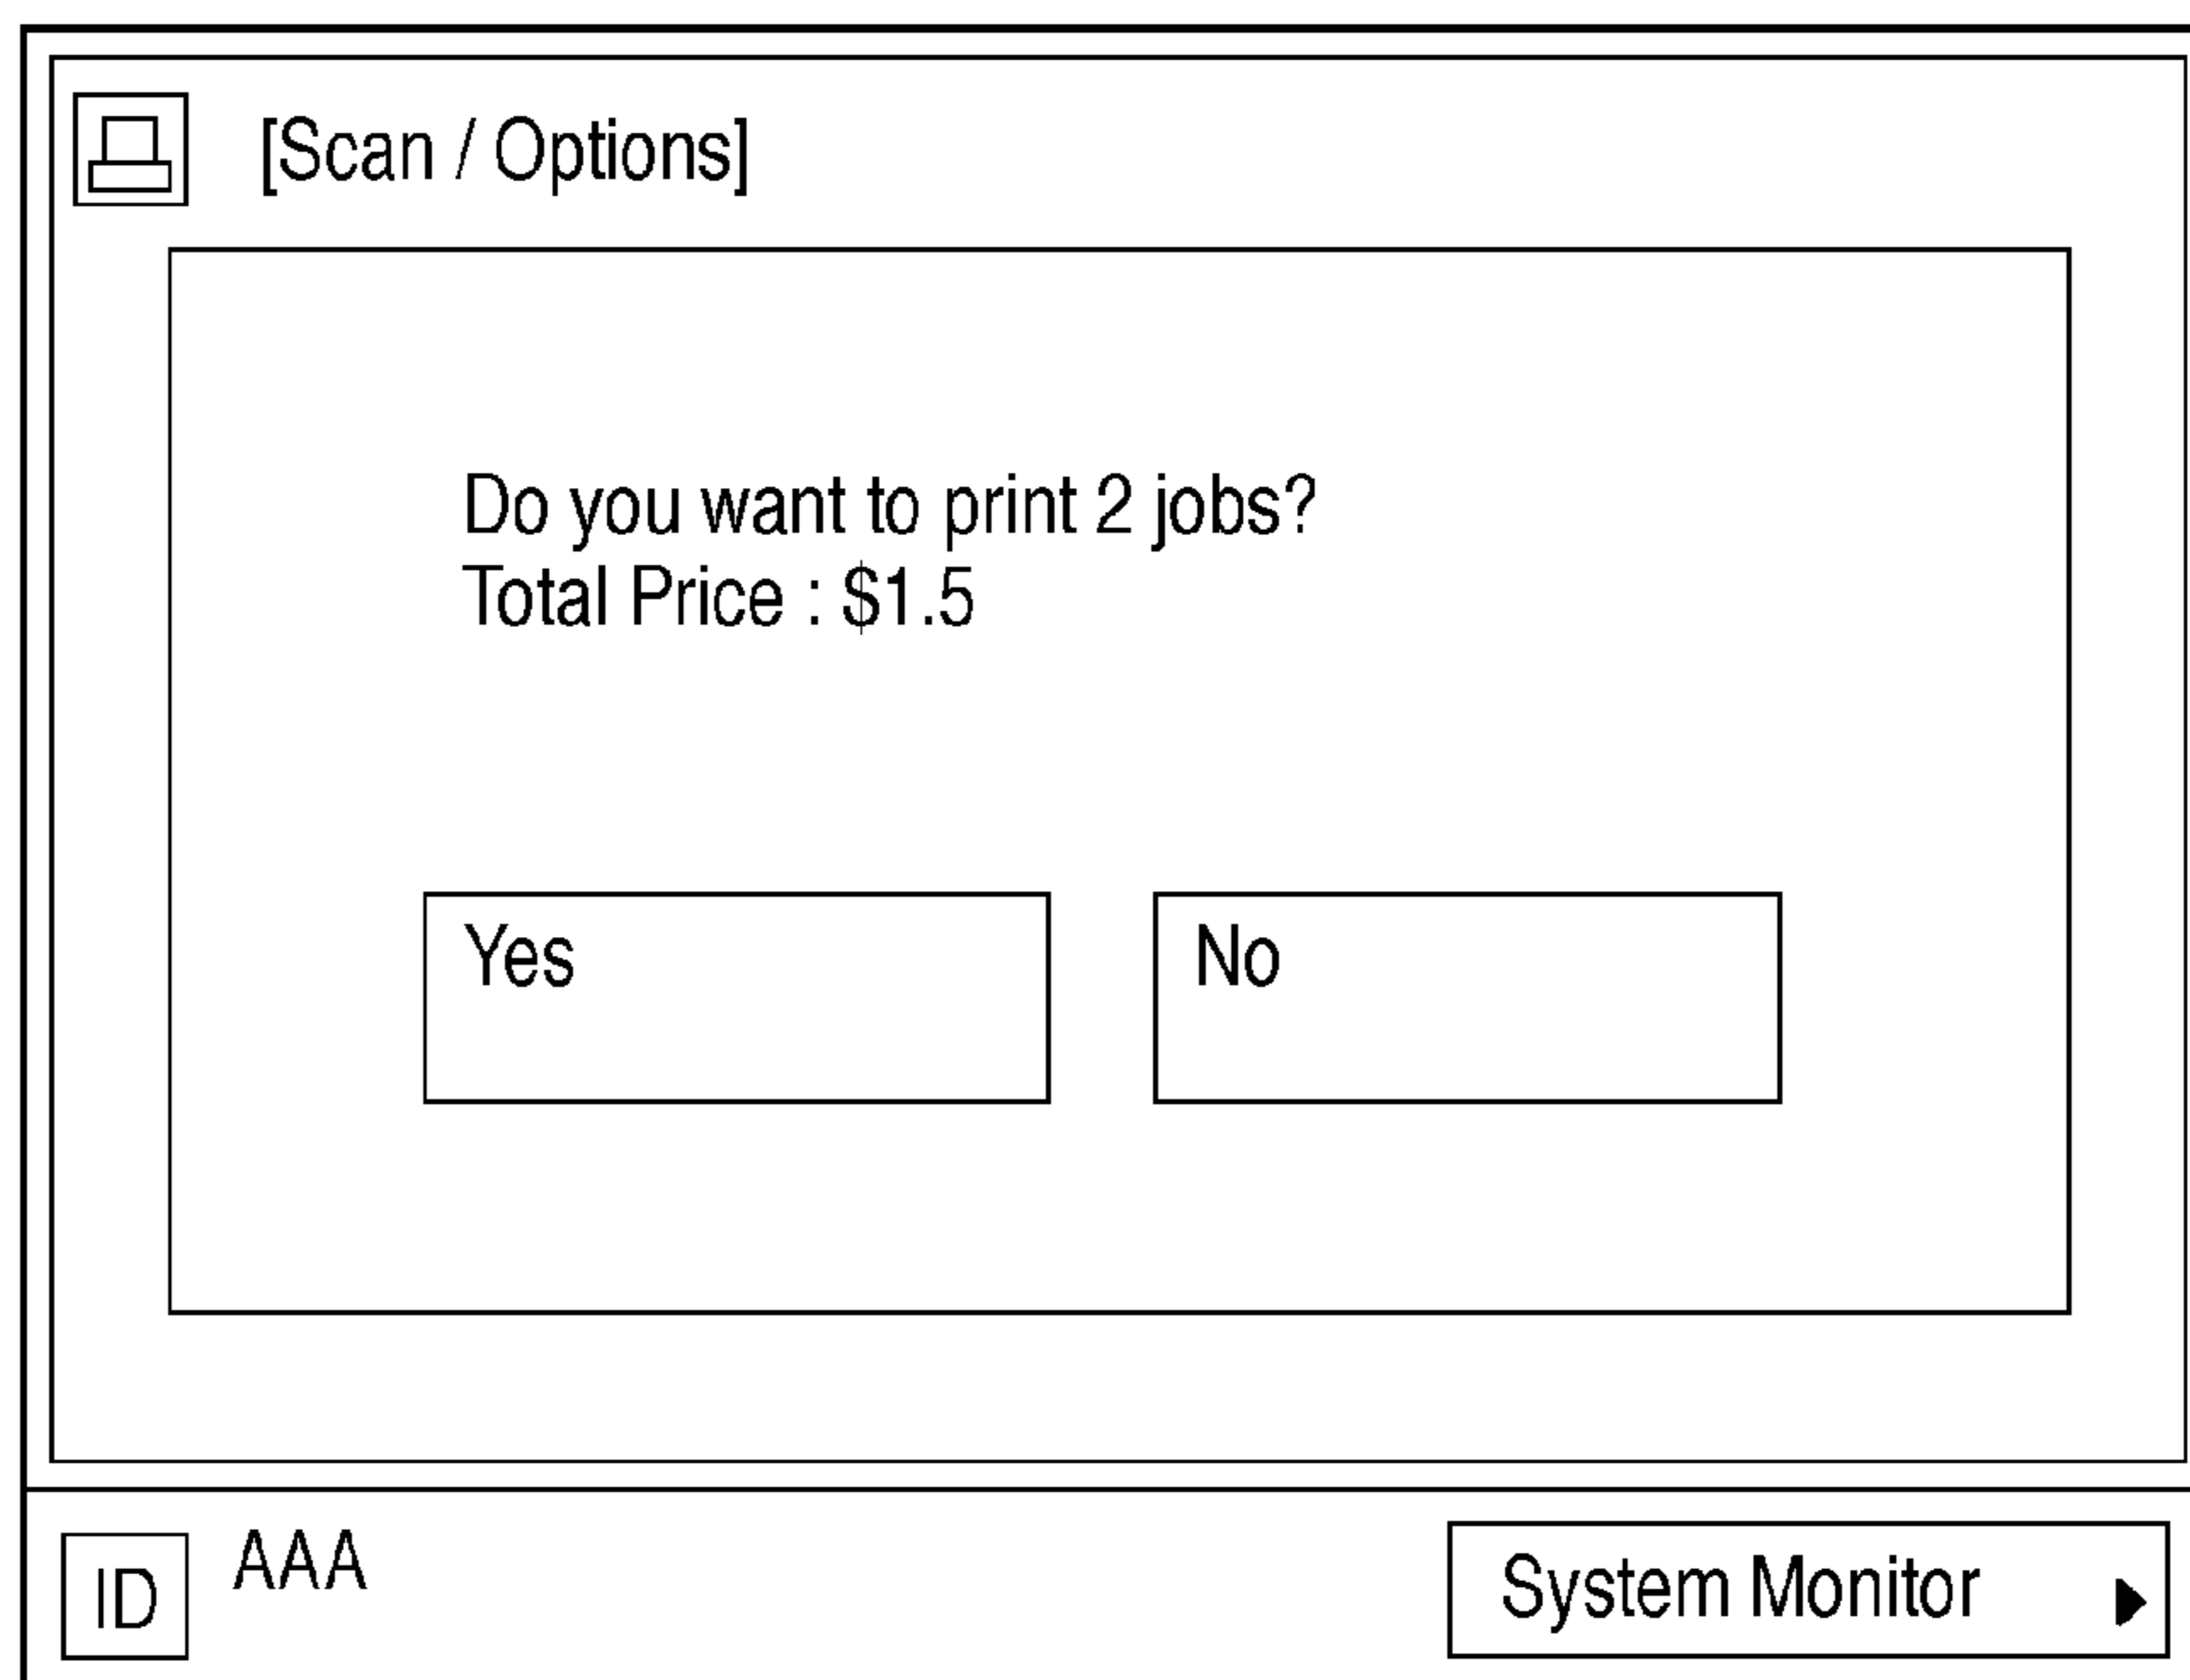 [Scan / Options]
Do you want to print 2 jobs?
Total Price : $1.5
Yes
No
ID
AAA
System Monitor